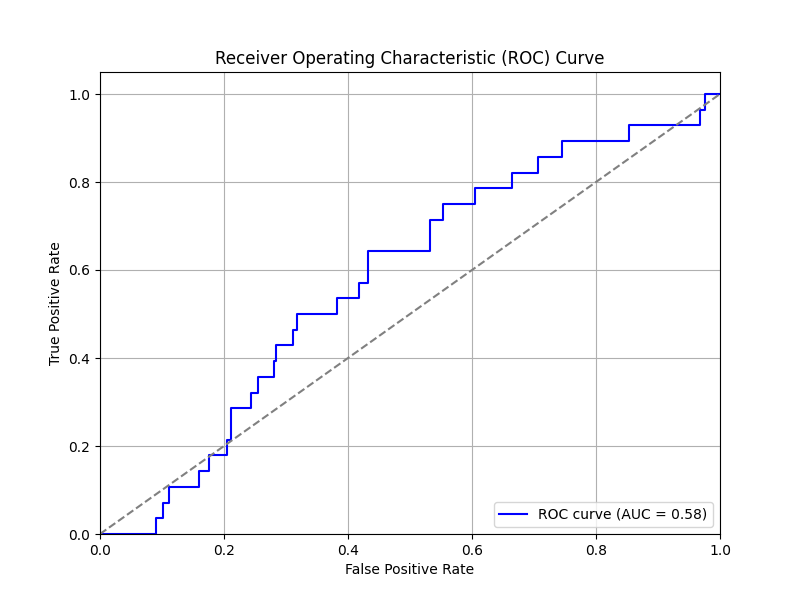 Receiver Operating Characteristic (ROC) Curve
1.0
0.8
0.6
0.4
0.2
0.0
True Positive Rate
ROC curve (AUC = 0.58)
0.0 0.2 0.4 0.6 0.8 1.0
False Positive Rate